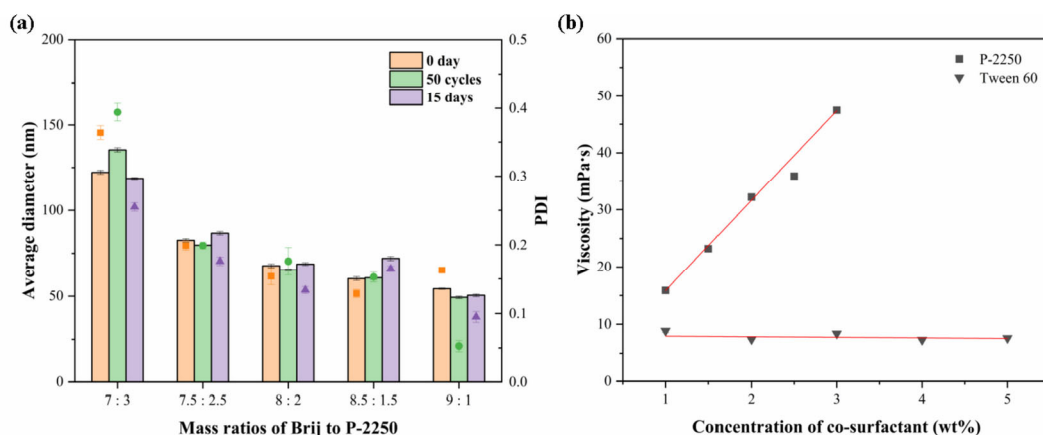 (a)
200
150
100
50
0
Average diameter (nm)
0 day
50 cycles
15 days
0.5
0.4
0.3
0.2
0.1
0.0
PDI
7 : 3
7.5 : 2.5
8 : 2
8.5 : 1.5
9 : 1
Mass ratios of Brij to P-2250
(b)
60
50
40
30
20
10
0
Viscosity (mPa·s)
P-2250
Tween 60
1
2
3
4
5
Concentration of co-surfactant (wt%)